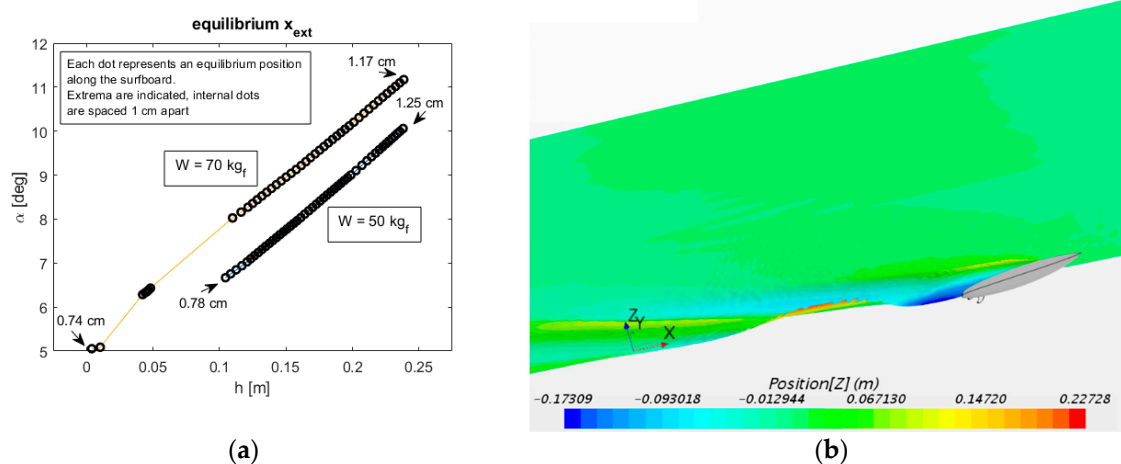 equilibrium x_ext
Each dot represents an equilibrium position
along the surfboard.
Extrema are indicated, internal dots
are spaced 1 cm apart
1.17 cm
1.25 cm
W = 70 kg_f
W = 50 kg_f
0.78 cm
0.74 cm
12
11
10
9
8
7
6
5
α [deg]
0
0.05
0.1
0.15
0.2
0.25
h [m]
(a)
Z
Y
X
Position[Z] (m)
-0.17309
-0.093018
-0.012944
0.067130
0.14720
0.22728
(b)